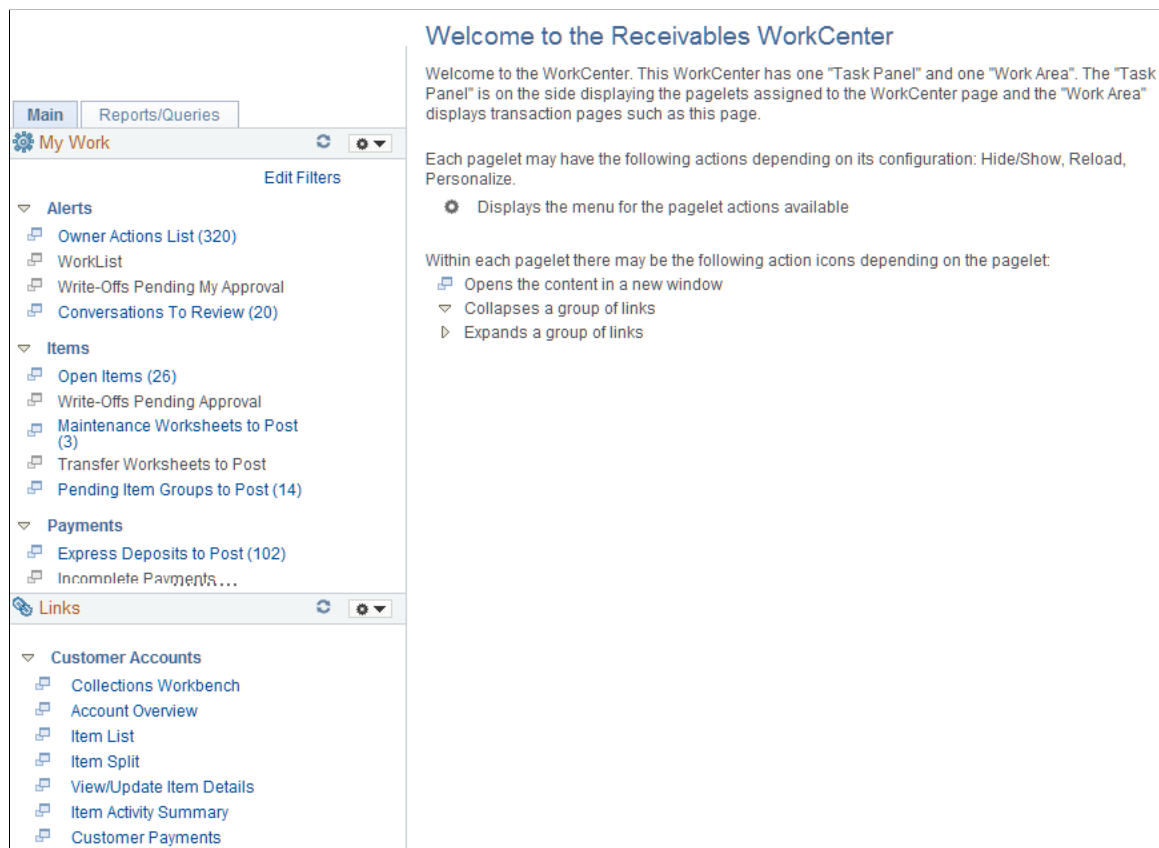 Main
Reports/Queries
My Work
Edit Filters
Alerts
Owner Actions List (320)
WorkList
Write-Offs Pending My Approval
Conversations To Review (20)
Items
Open Items (26)
Write-Offs Pending Approval
Maintenance Worksheets to Post
(3)
Transfer Worksheets to Post
Pending Item Groups to Post (14)
Payments
Express Deposits to Post (102)
Incomplete Payments...
Links
Customer Accounts
Collections Workbench
Account Overview
Item List
Item Split
View/Update Item Details
Item Activity Summary
Customer Payments
Welcome to the Receivables WorkCenter
Welcome to the WorkCenter. This WorkCenter has one "Task Panel" and one "Work Area". The "Task
Panel" is on the side displaying the pagelets assigned to the WorkCenter page and the "Work Area"
displays transaction pages such as this page.
Each pagelet may have the following actions depending on its configuration: Hide/Show, Reload,
Personalize.
Displays the menu for the pagelet actions available
Within each pagelet there may be the following action icons depending on the pagelet:
Opens the content in a new window
Collapses a group of links
Expands a group of links